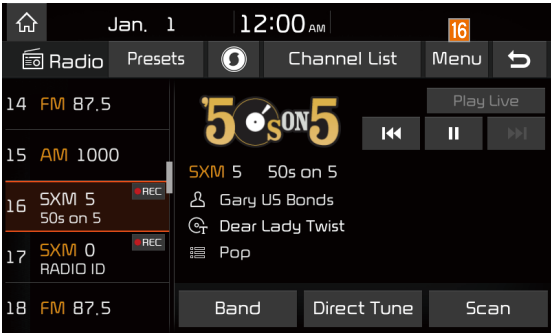 Jan. 1 12:00 AM
16
Radio Presets Channel List Menu
14 FM 87.5
15 AM 1000
16 SXM 5 REC
50s on 5
17 SXM 0 REC
RADIO ID
18 FM 87.5
'50s ON 5
Play Live
SXM 5 50s on 5
Gary US Bonds
Dear Lady Twist
Pop
Band Direct Tune Scan